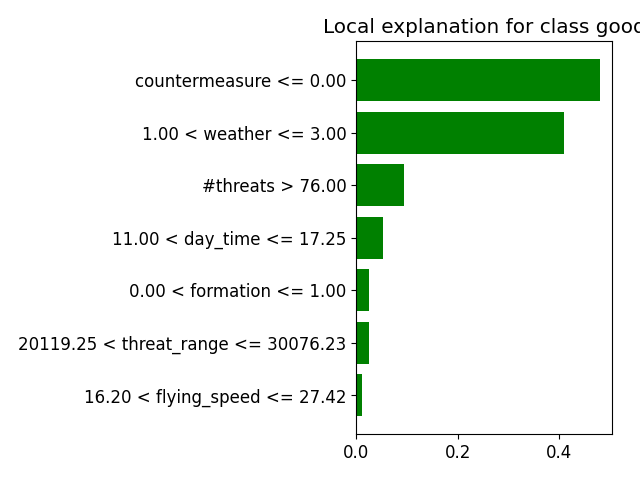 Local explanation for class good
countermeasure <= 0.00
1.00 < weather <= 3.00
#threats > 76.00
11.00 < day_time <= 17.25
0.00 < formation <= 1.00
20119.25 < threat_range <= 30076.23
16.20 < flying_speed <= 27.42
0.0 0.2 0.4